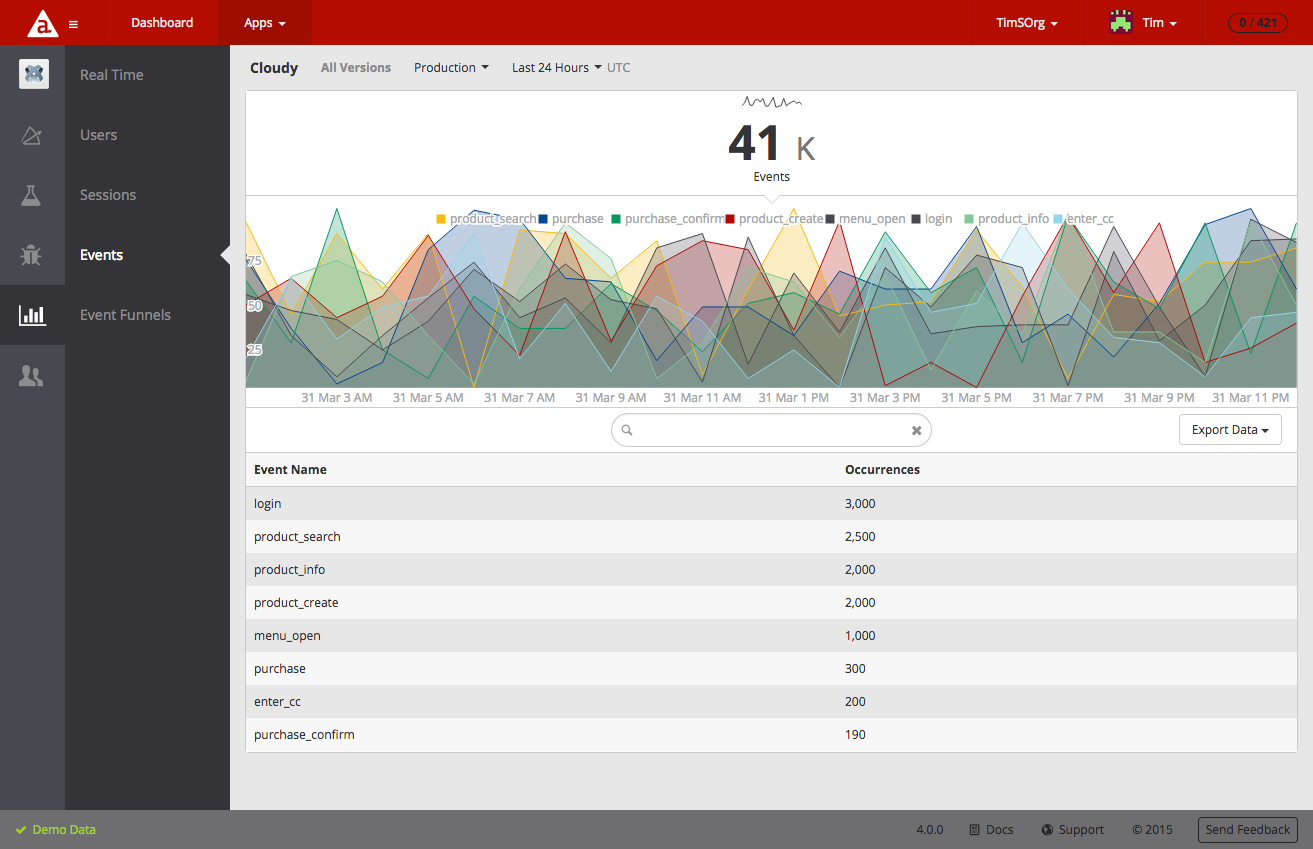 a Dashboard Apps TimSOrg Tim 0 / 421
Cloudy All Versions Production Last 24 Hours UTC
Real Time
Users
Sessions
Events
Event Funnels
41 K
Events
product_search purchase purchase_confirm product_create menu_open login product_info enter_cc
75
50
25
31 Mar 3 AM 31 Mar 5 AM 31 Mar 7 AM 31 Mar 9 AM 31 Mar 11 AM 31 Mar 1 PM 31 Mar 3 PM 31 Mar 5 PM 31 Mar 7 PM 31 Mar 9 PM 31 Mar 11 PM
Export Data
Event Name Occurrences
login 3,000
product_search 2,500
product_info 2,000
product_create 2,000
menu_open 1,000
purchase 300
enter_cc 200
purchase_confirm 190
Demo Data 4.0.0 Docs Support © 2015 Send Feedback